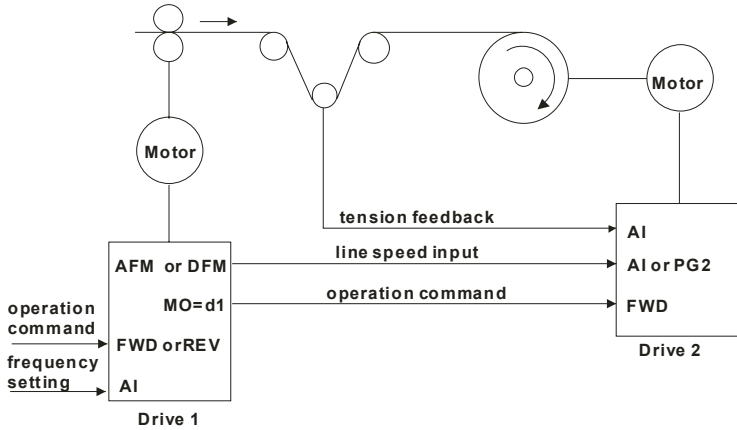 Motor
Motor
tension feedback
AI
AFM or DFM
line speed input
AI or PG2
MO=d1
operation command
FWD
operation
command
FWD or REV
frequency
setting
AI
Drive 2
Drive 1